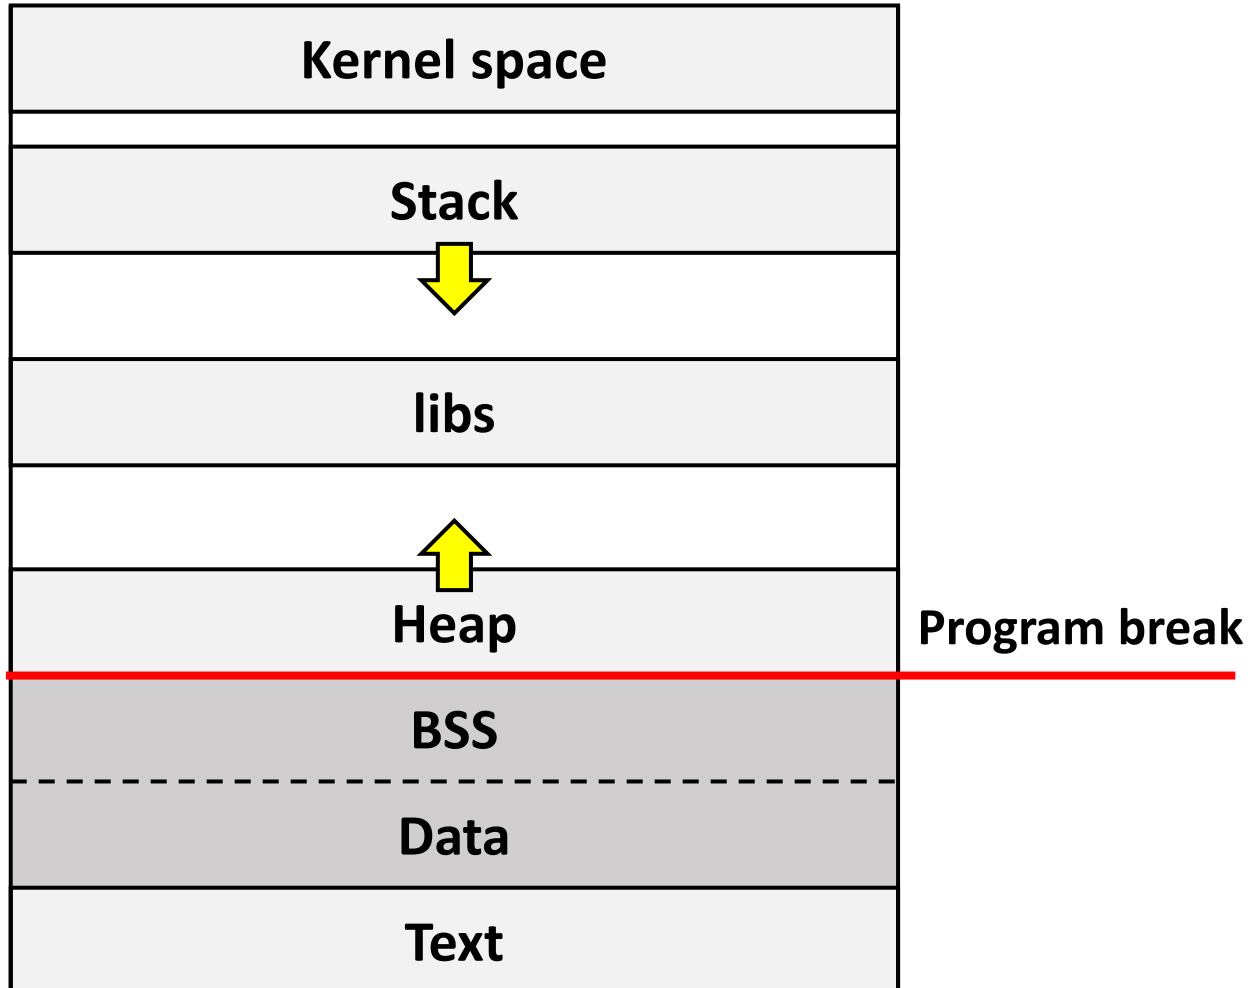 Kernel space
Stack
libs
Heap
Program break
BSS
Data
Text